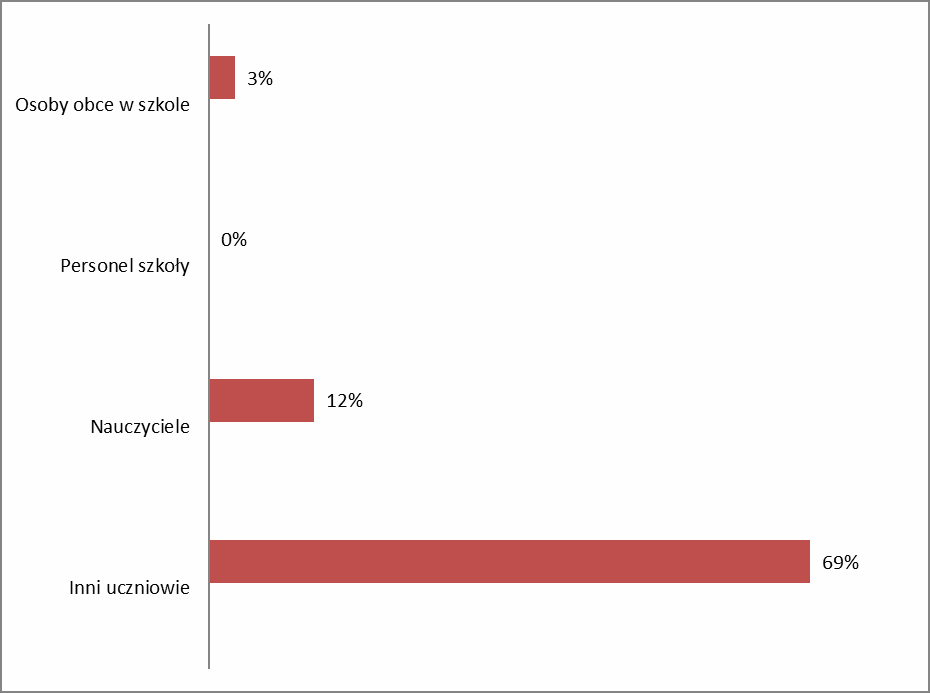 3%
Osoby obce w szkole
0%
Personel szkoły
12%
Nauczyciele
69%
Inni uczniowie